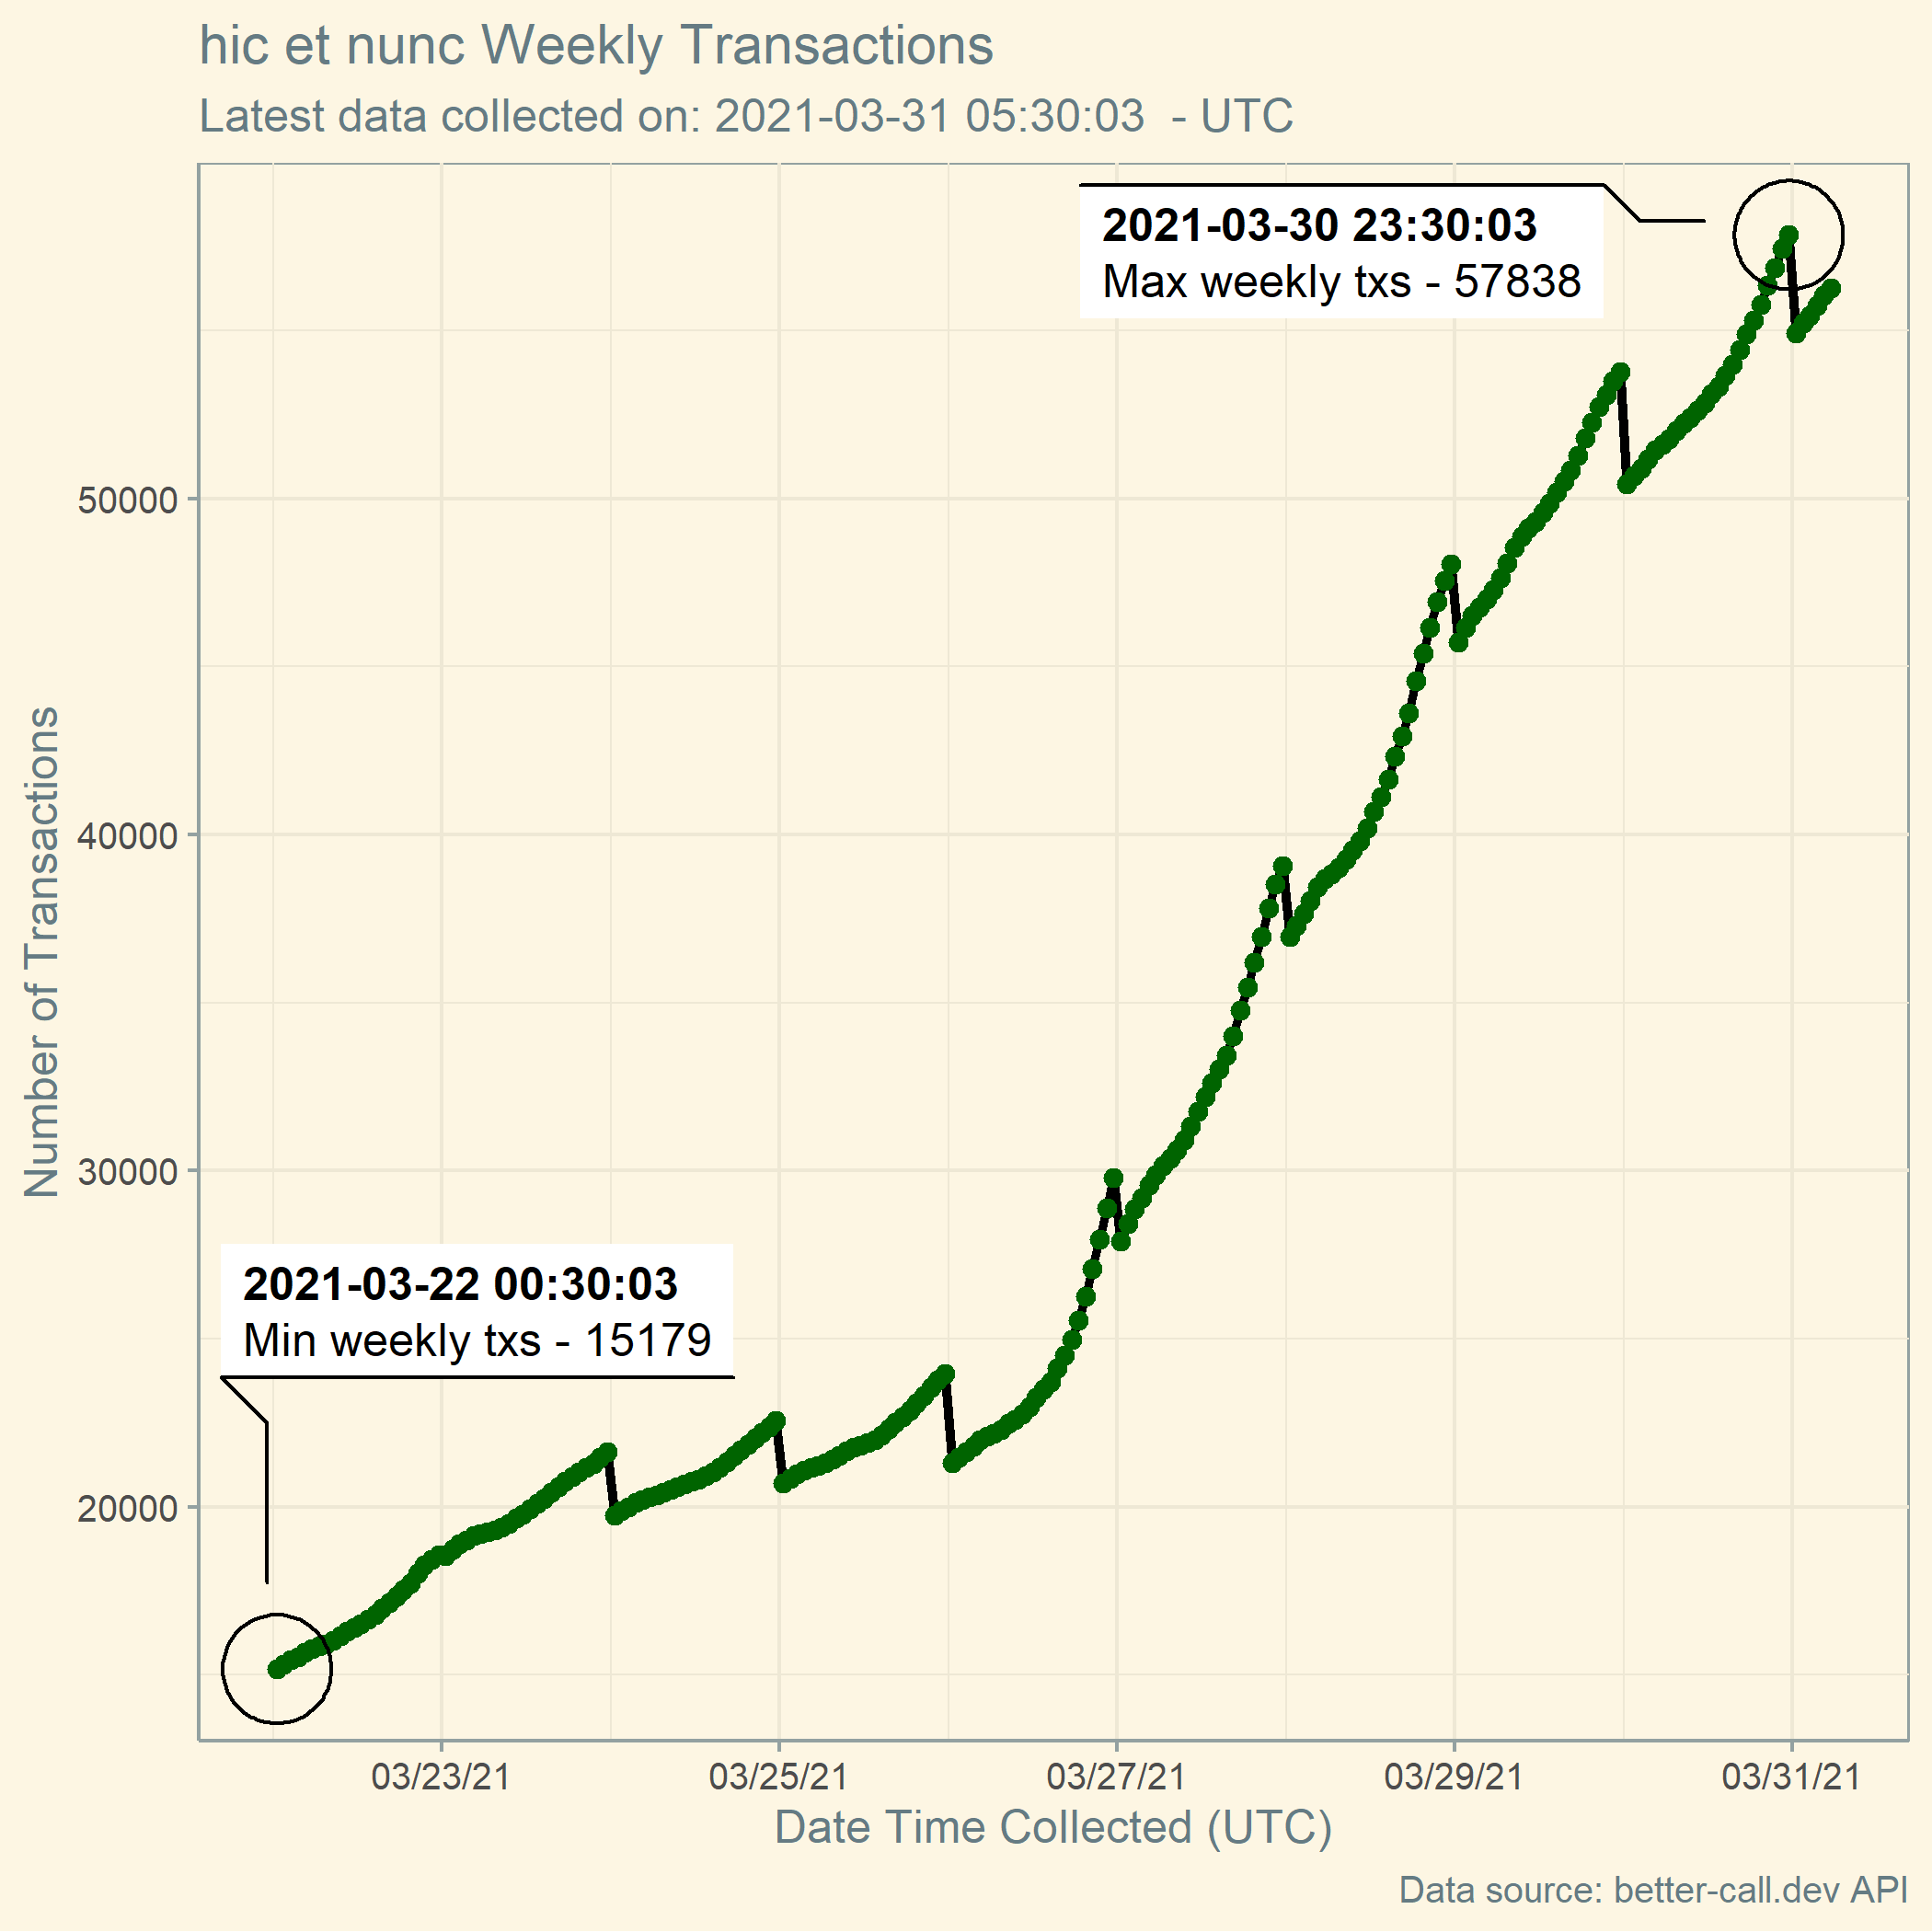 hic et nunc Weekly Transactions
Latest data collected on: 2021-03-31 05:30:03  - UTC
2021-03-30 23:30:03
Max weekly txs - 57838
50000
40000
30000
20000
Number of Transactions
2021-03-22 00:30:03
Min weekly txs - 15179
03/23/21 03/25/21 03/27/21 03/29/21 03/31/21
Date Time Collected (UTC)
Data source: better-call.dev API